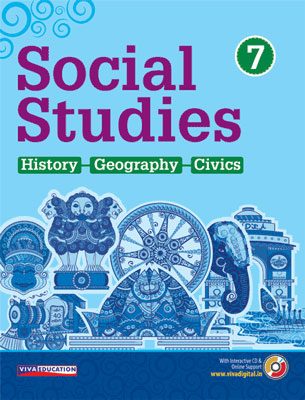 7
Social
Studies
History Geography Civics
VIVA EDUCATION
With Interactive CD &
Online Support
www.vivadigital.in